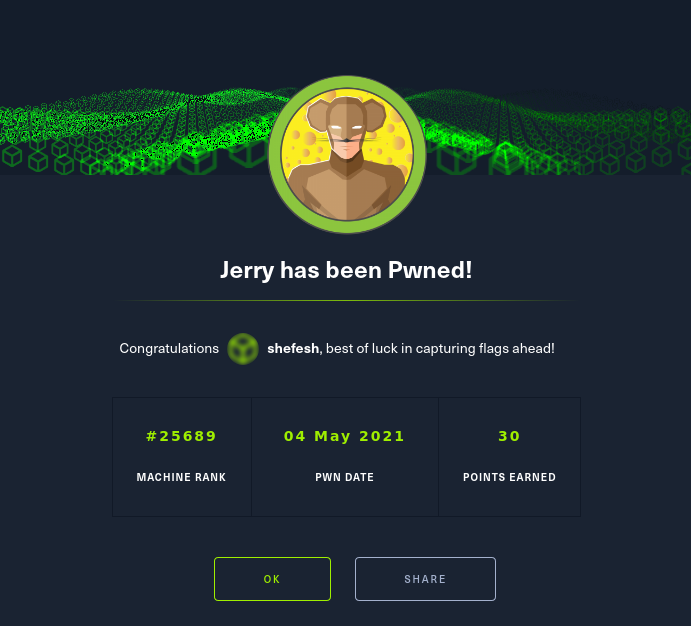 Jerry has been Pwned!
Congratulations shefesh, best of luck in capturing flags ahead!
#25689 04 May 2021 30
MACHINE RANK PWN DATE POINTS EARNED
OK SHARE